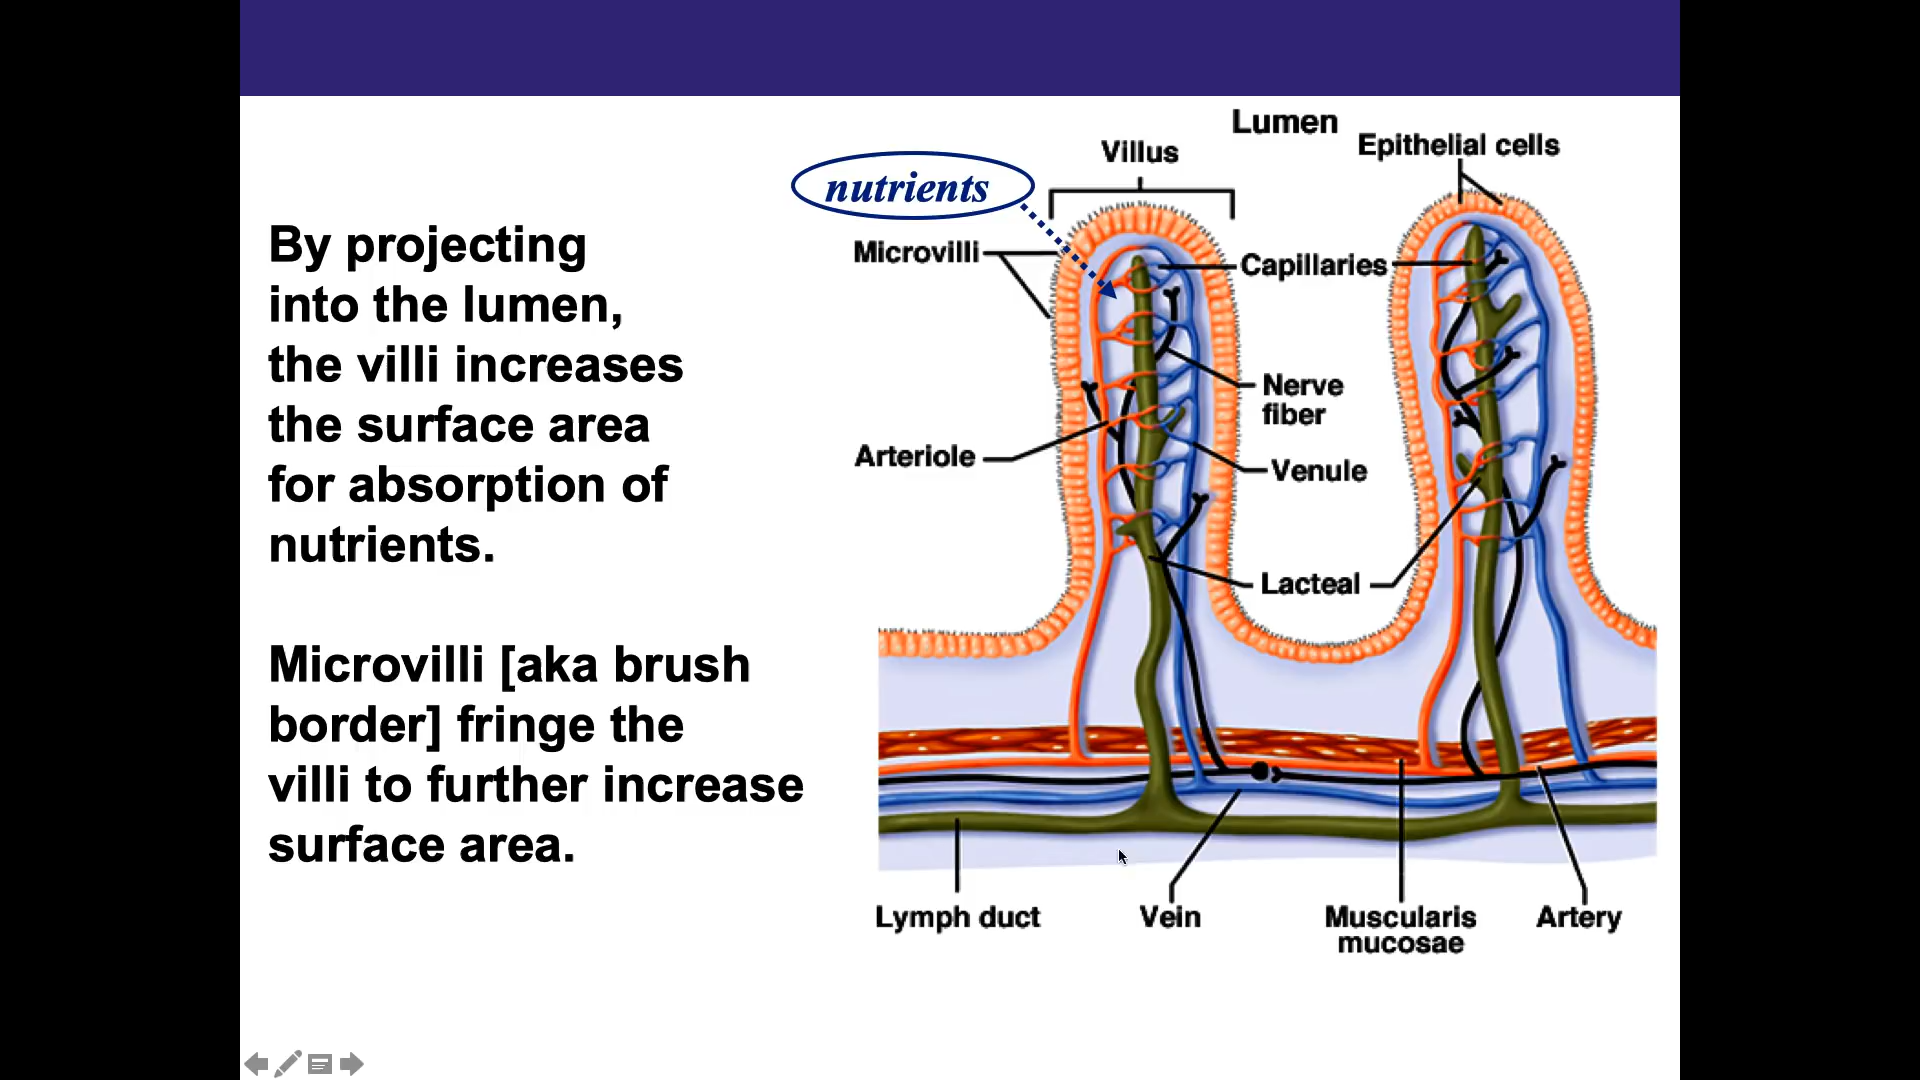 By projecting
into the lumen,
the villi increases
the surface area
for absorption of
nutrients.
Microvilli [aka brush
border] fringe the
villi to further increase
surface area.
Lumen
Villus
Epithelial cells
nutrients
Microvilli
Capillaries
Nerve
fiber
Arteriole
Venule
Lacteal
Lymph duct
Vein
Muscularis
mucosae
Artery